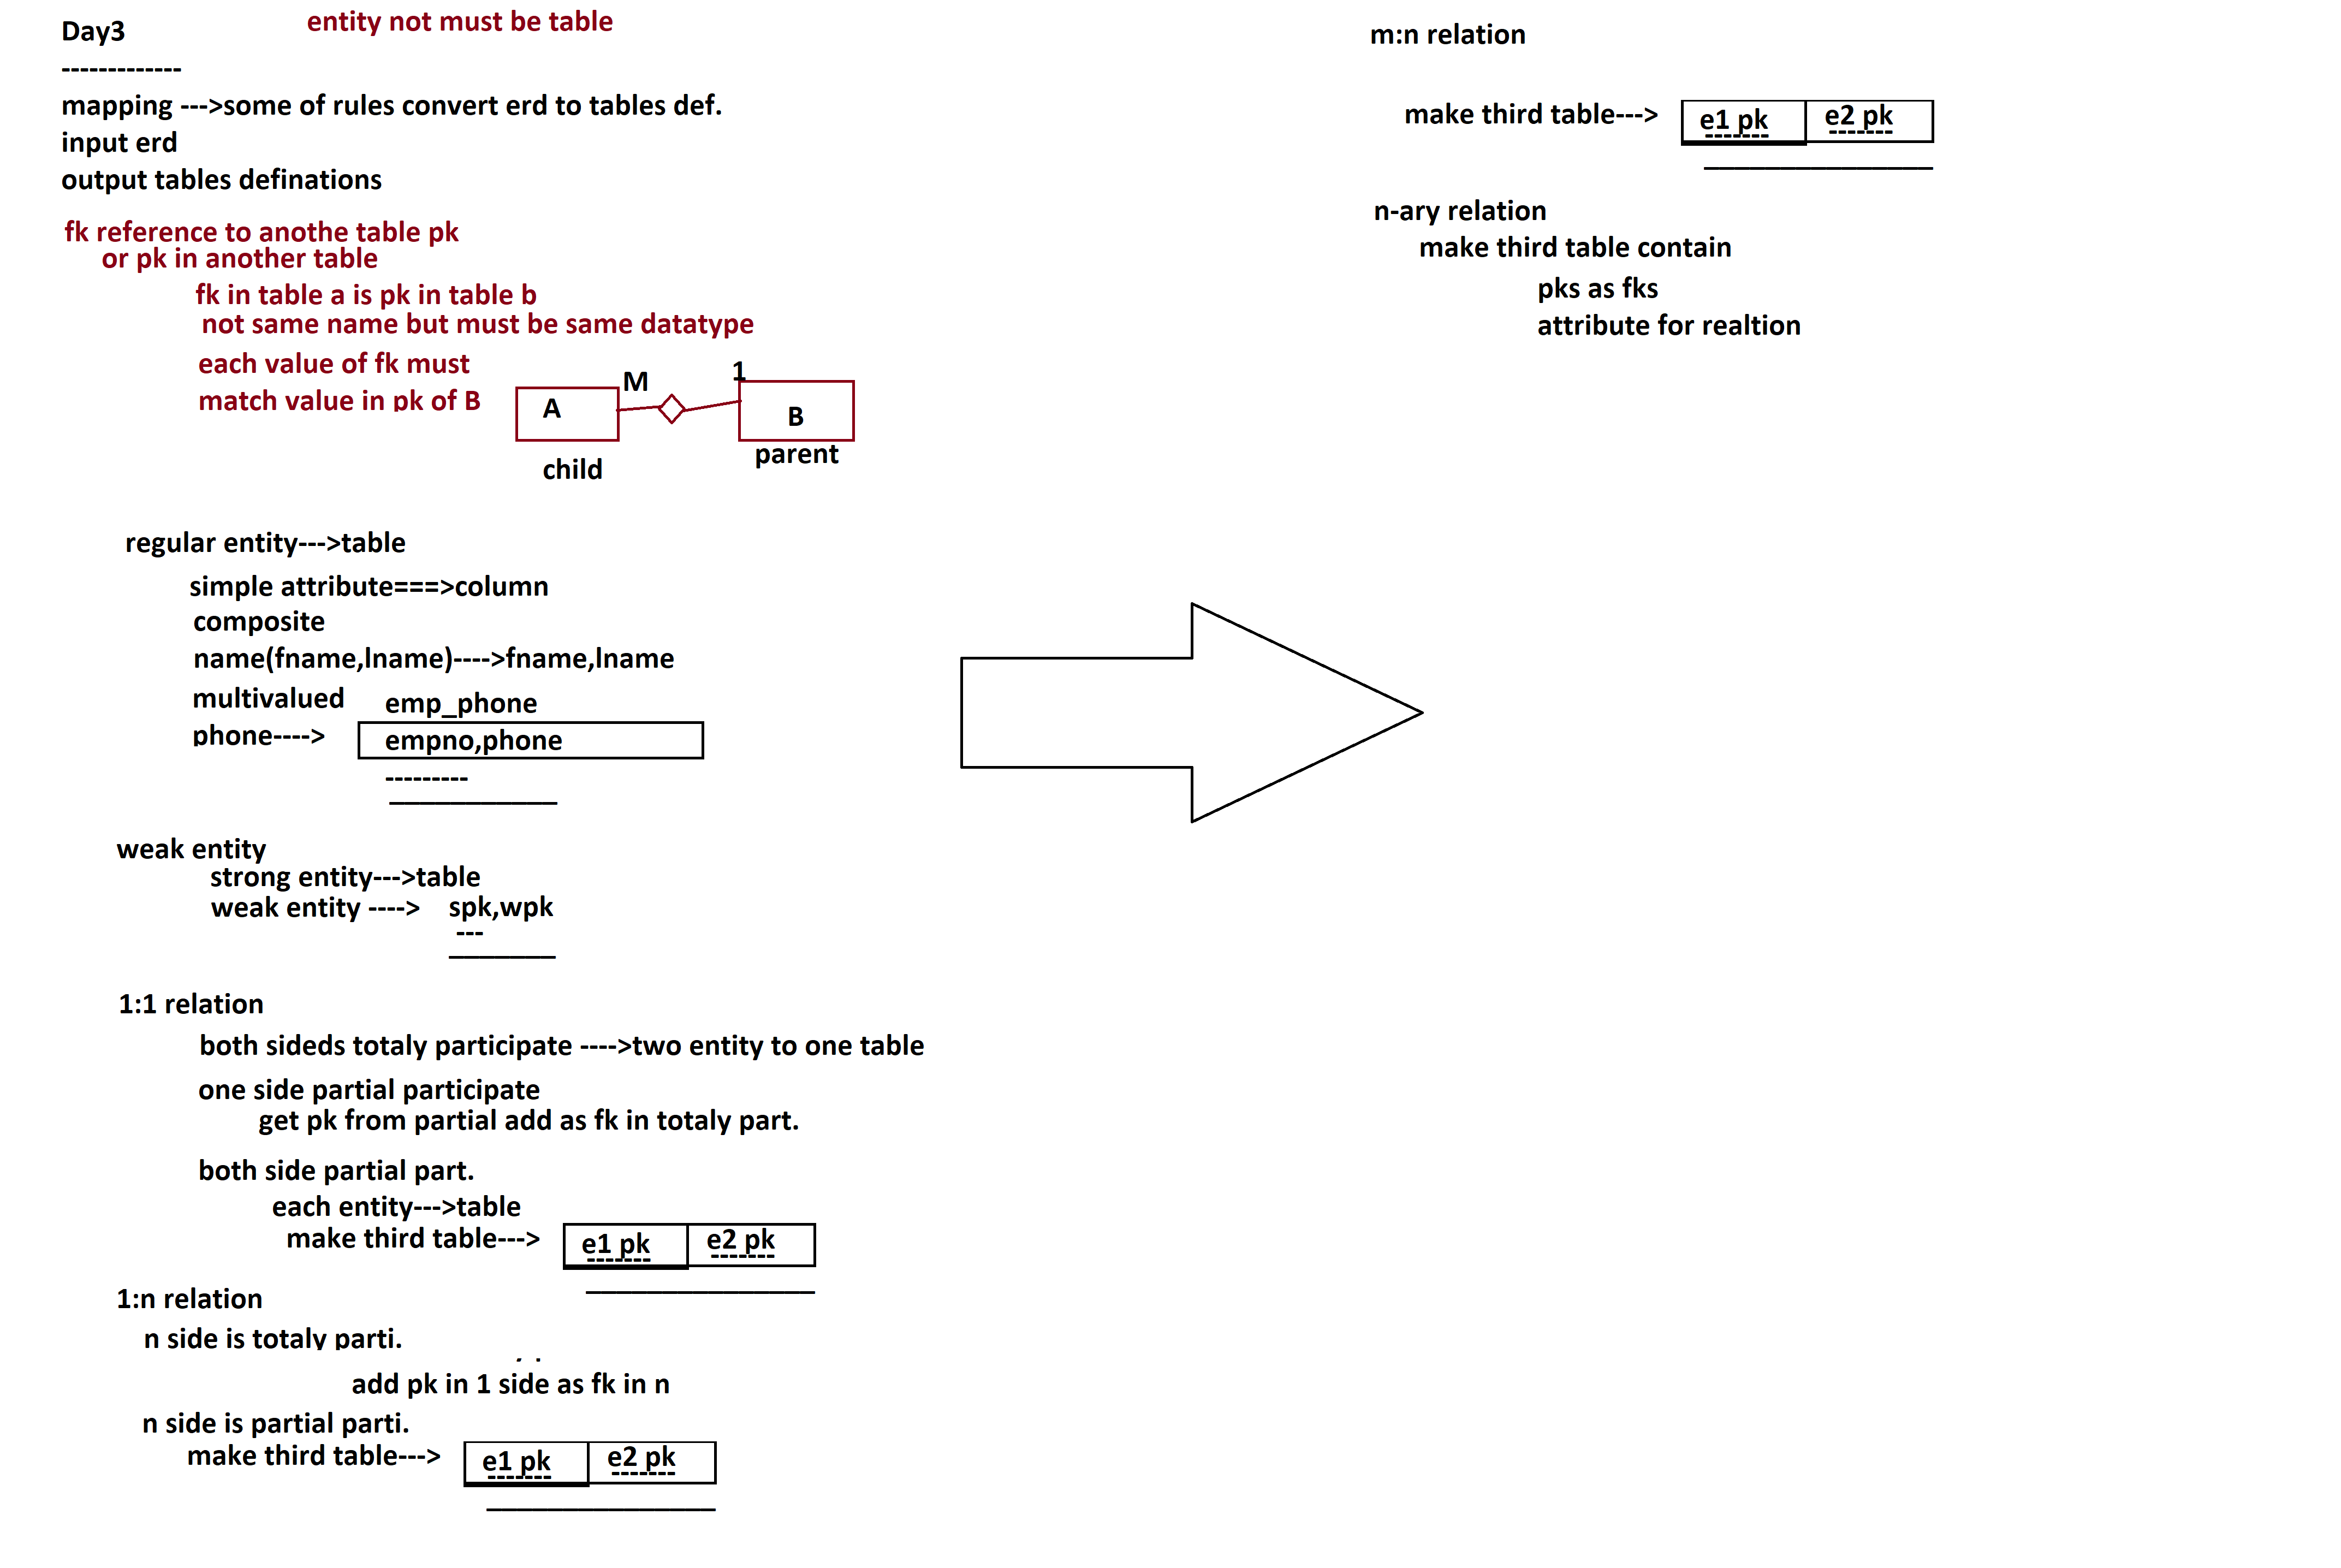 Day3
entity not must be table
-------------
mapping --->some of rules convert erd to tables def.
input erd
output tables definations
fk reference to anothe table pk
or pk in another table
fk in table a is pk in table b
not same name but must be same datatype
each value of fk must
match value in pk of B
M
1
A
B
child
parent
regular entity--->table
simple attribute===>column
composite
name(fname,lname)---->fname,lname
multivalued
emp_phone
phone---->
empno,phone
---------
___________
weak entity
strong entity--->table
weak entity ---->
spk,wpk
---
_______
1:1 relation
both sideds totaly participate ---->two entity to one table
one side partial participate
get pk from partial add as fk in totaly part.
both side partial part.
each entity--->table
make third table--->
e1 pk
e2 pk
-------
-------
_______________
1:n relation
n side is totaly parti.
add pk in 1 side as fk in n
n side is partial parti.
make third table--->
e1 pk
e2 pk
-------
-------
_______________
m:n relation
make third table--->
e1 pk
e2 pk
-------
-------
_______________
n-ary relation
make third table contain
pks as fks
attribute for realtion